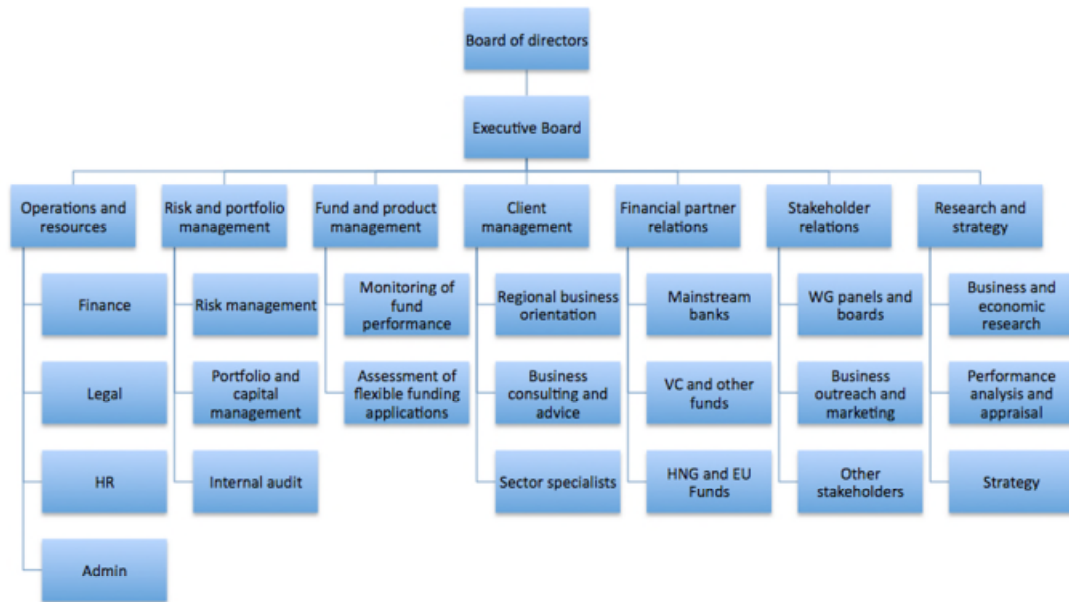 Board of directors
Executive Board
Operations and
resources
Risk and portfolio
management
Fund and product
management
Client
management
Financial partner
relations
Stakeholder
relations
Research and
strategy
Finance
Legal
HR
Admin
Risk management
Portfolio and
capital
management
Internal audit
Monitoring of
fund
performance
Assessment of
flexible funding
applications
Regional business
orientation
Business
consulting and
advice
Sector specialists
Mainstream
banks
VC and other
funds
HNG and EU
Funds
WG panels and
boards
Business
outreach and
marketing
Other
stakeholders
Business and
economic
research
Performance
analysis and
appraisal
Strategy